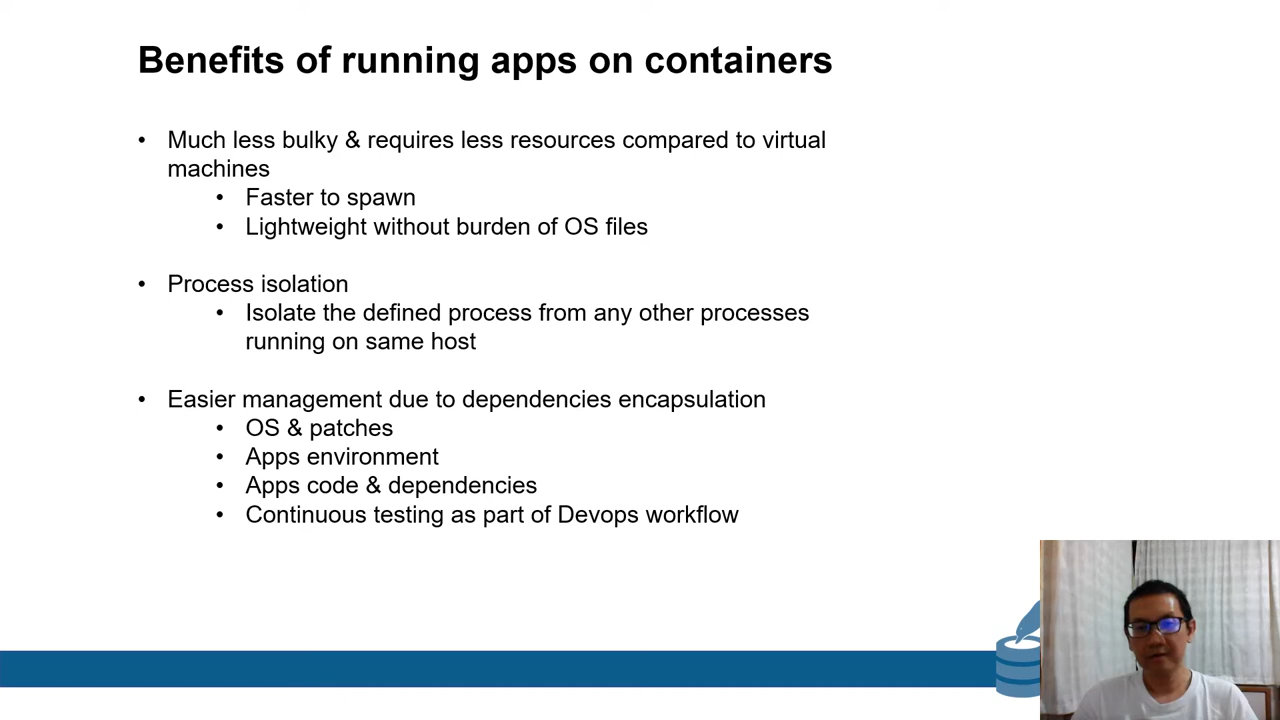 Benefits of running apps on containers
• Much less bulky & requires less resources compared to virtual
machines
• Faster to spawn
• Lightweight without burden of OS files
• Process isolation
• Isolate the defined process from any other processes
running on same host
• Easier management due to dependencies encapsulation
• OS & patches
• Apps environment
• Apps code & dependencies
• Continuous testing as part of Devops workflow